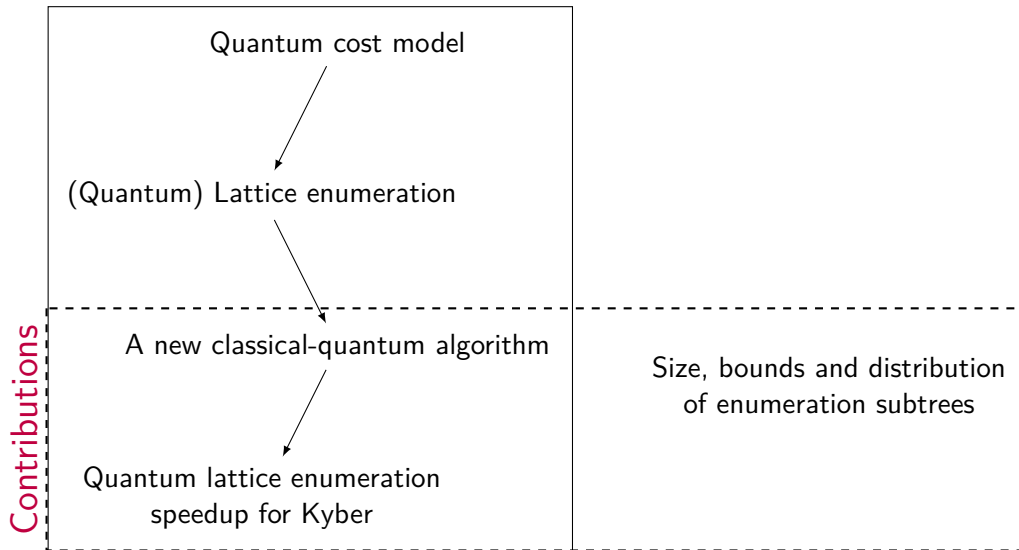 Quantum cost model
(Quantum) Lattice enumeration
Contributions
A new classical-quantum algorithm
Size, bounds and distribution
of enumeration subtrees
Quantum lattice enumeration
speedup for Kyber